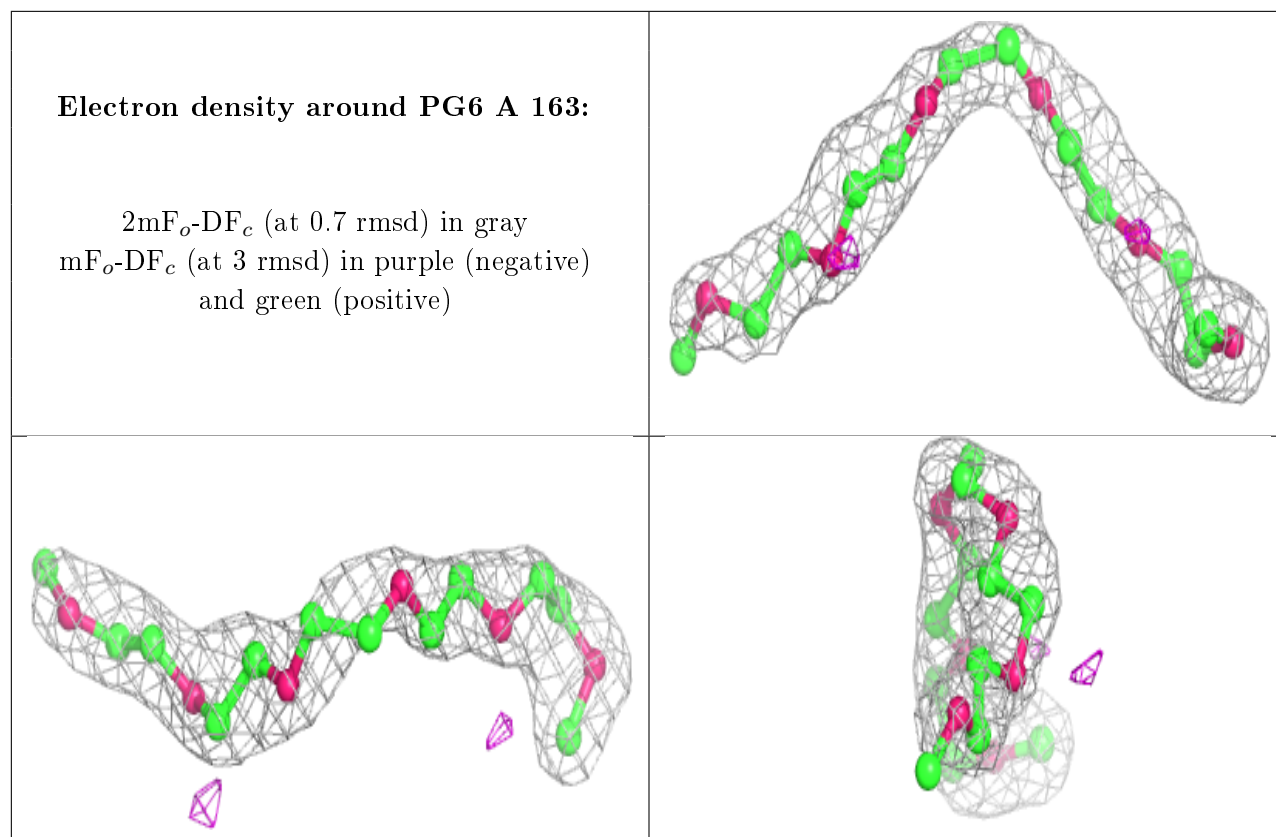 Electron density around PG6 A 163:
2mFo-DFc (at 0.7 rmsd) in gray
mFo-DFc (at 3 rmsd) in purple (negative)
and green (positive)